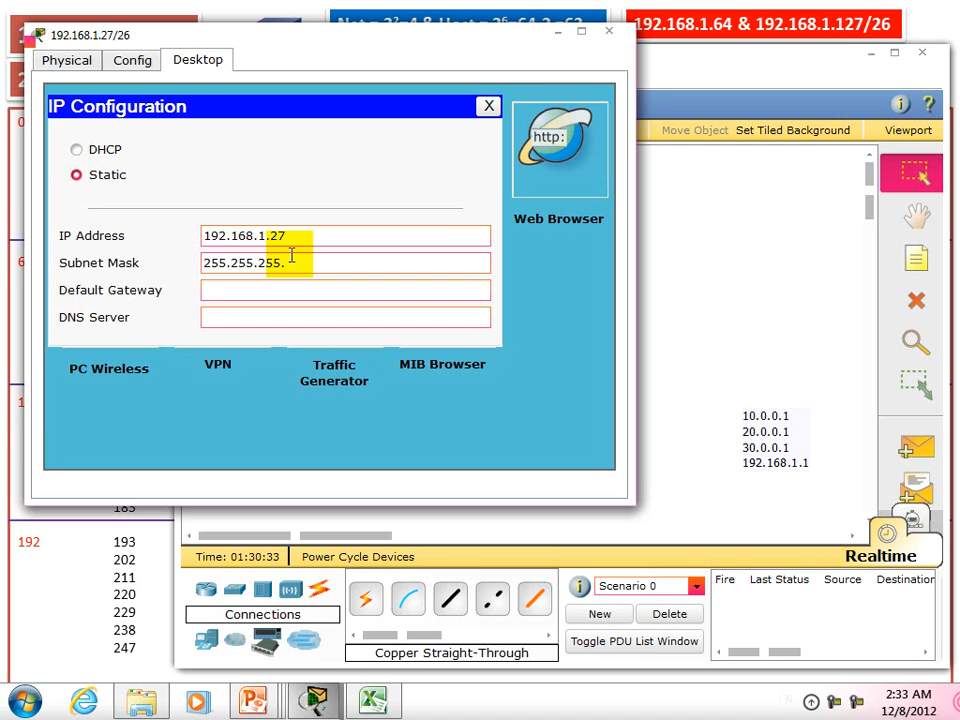 192.168.1.64 & 192.168.1.127/26
192.168.1.27/26
Physical
Config
Desktop
IP Configuration
X
DHCP
Static
IP Address
192.168.1.27
Subnet Mask
255.255.255.
Default Gateway
DNS Server
http:
Web Browser
PC Wireless
VPN
Traffic
Generator
MIB Browser
Move Object
Set Tiled Background
Viewport
10.0.0.1
20.0.0.1
30.0.0.1
192.168.1.1
192
193
202
211
220
229
238
247
Time: 01:30:33
Power Cycle Devices
Realtime
Connections
Copper Straight-Through
Scenario 0
New
Delete
Toggle PDU List Window
Fire
Last Status
Source
Destination
2:33 AM
12/8/2012